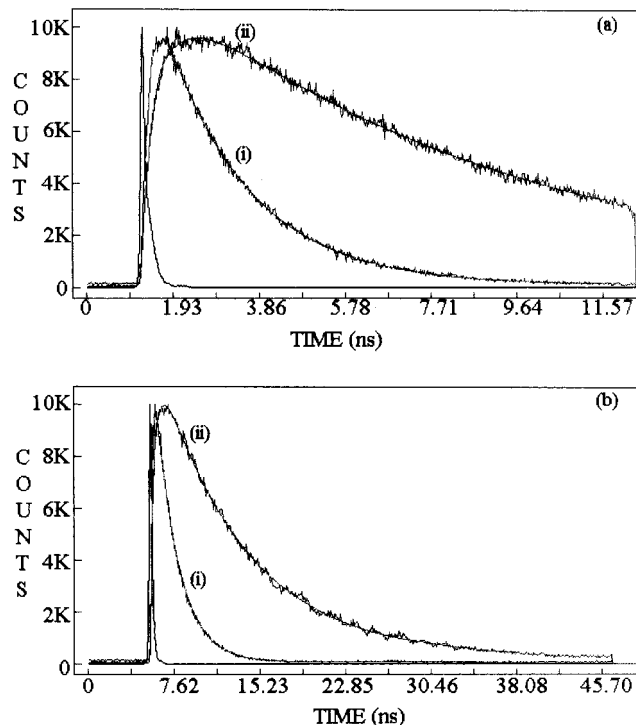 (a)
10K
8K
6K
4K
2K
0
COUNTS
(ii)
(i)
0 1.93 3.86 5.78 7.71 9.64 11.57
TIME (ns)
(b)
10K
8K
6K
4K
2K
0
COUNTS
(ii)
(i)
0 7.62 15.23 22.85 30.46 38.08 45.70
TIME (ns)